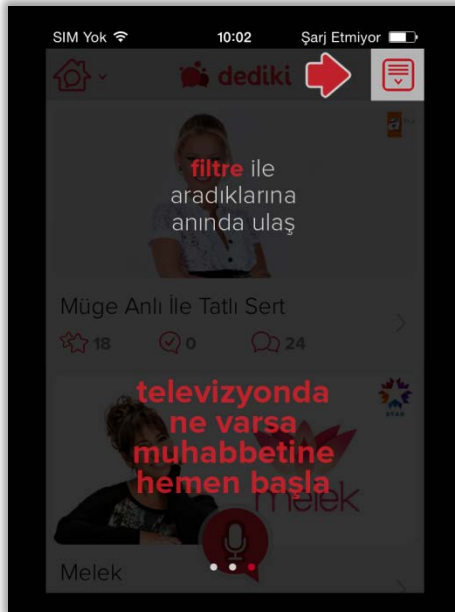 SIM Yok 10:02 Şarj Etmiyor
dediki
a
filtre ile
aradıklarına
anında ulaş
Müge Anlı İle Tatlı Sert
18 0 24
televizyonda
ne varsa
muhabbetine
hemen başla
STAR
melek
Melek